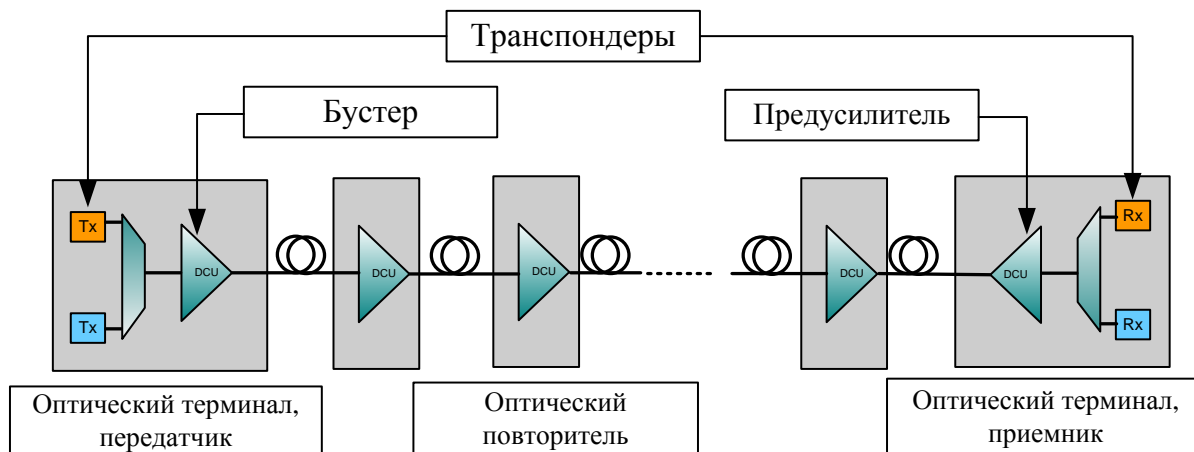 Транспондеры
Бустер
Предусилитель
Tx
Rx
DCU
DCU
DCU
DCU
DCU
Tx
Rx
Оптический терминал,
передатчик
Оптический
повторитель
Оптический терминал,
приемник